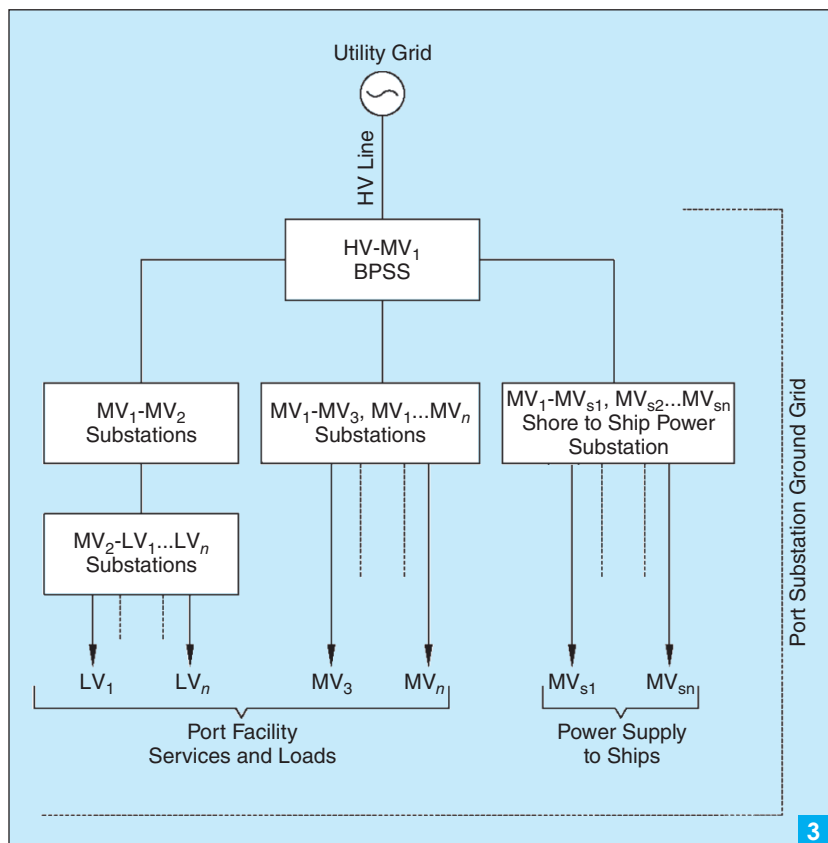 Utility Grid
HV Line
HV-MV₁
BPSS
MV₁-MV₂
Substations
MV₁-MV₃, MV₁...MVₙ
Substations
MV₁-MVₛ₁, MVₛ₂...MVₛₙ
Shore to Ship Power
Substation
MV₂-LV₁...LVₙ
Substations
LV₁
LVₙ
MV₃
MVₙ
MVₛ₁
MVₛₙ
Port Facility
Services and Loads
Power Supply
to Ships
Port Substation Ground Grid
3